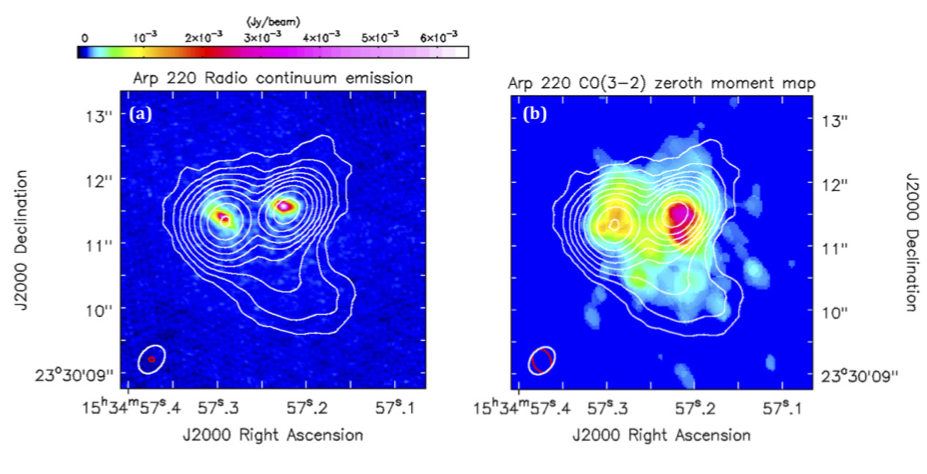 (Jy/beam)
0 10⁻³ 2×10⁻³ 3×10⁻³ 4×10⁻³ 5×10⁻³ 6×10⁻³
Arp 220 Radio continuum emission
Arp 220 CO(3-2) zeroth moment map
(a)
(b)
13"
12"
11"
10"
23°30'09"
J2000 Declination
15ʰ34ᵐ57ˢ.4 57ˢ.3 57ˢ.2 57ˢ.1
J2000 Right Ascension
13"
12"
11"
10"
23°30'09"
J2000 Declination
15ʰ34ᵐ57ˢ.4 57ˢ.3 57ˢ.2 57ˢ.1
J2000 Right Ascension